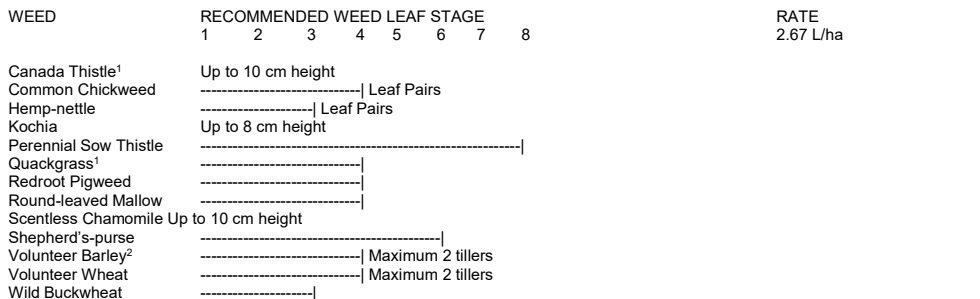 WEED RECOMMENDED WEED LEAF STAGE RATE
1 2 3 4 5 6 7 8 2.67 L/ha
Canada Thistle¹ Up to 10 cm height
Common Chickweed ------------------------------| Leaf Pairs
Hemp-nettle ---------------------| Leaf Pairs
Kochia Up to 8 cm height
Perennial Sow Thistle ------------------------------------------------------------|
Quackgrass¹ ------------------------------|
Redroot Pigweed ------------------------------|
Round-leaved Mallow ------------------------------|
Scentless Chamomile Up to 10 cm height
Shepherd’s-purse ---------------------------------------------|
Volunteer Barley² ------------------------------| Maximum 2 tillers
Volunteer Wheat ------------------------------| Maximum 2 tillers
Wild Buckwheat ---------------------|